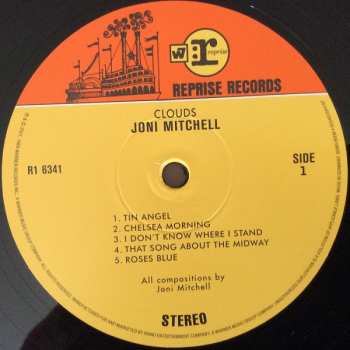 W r reprise
REPRISE RECORDS
CLOUDS
JONI MITCHELL
R1 6341
SIDE
1
1. TIN ANGEL
2. CHELSEA MORNING
3. I DON'T KNOW WHERE I STAND
4. THAT SONG ABOUT THE MIDWAY
5. ROSES BLUE
All compositions by
Joni Mitchell
STEREO